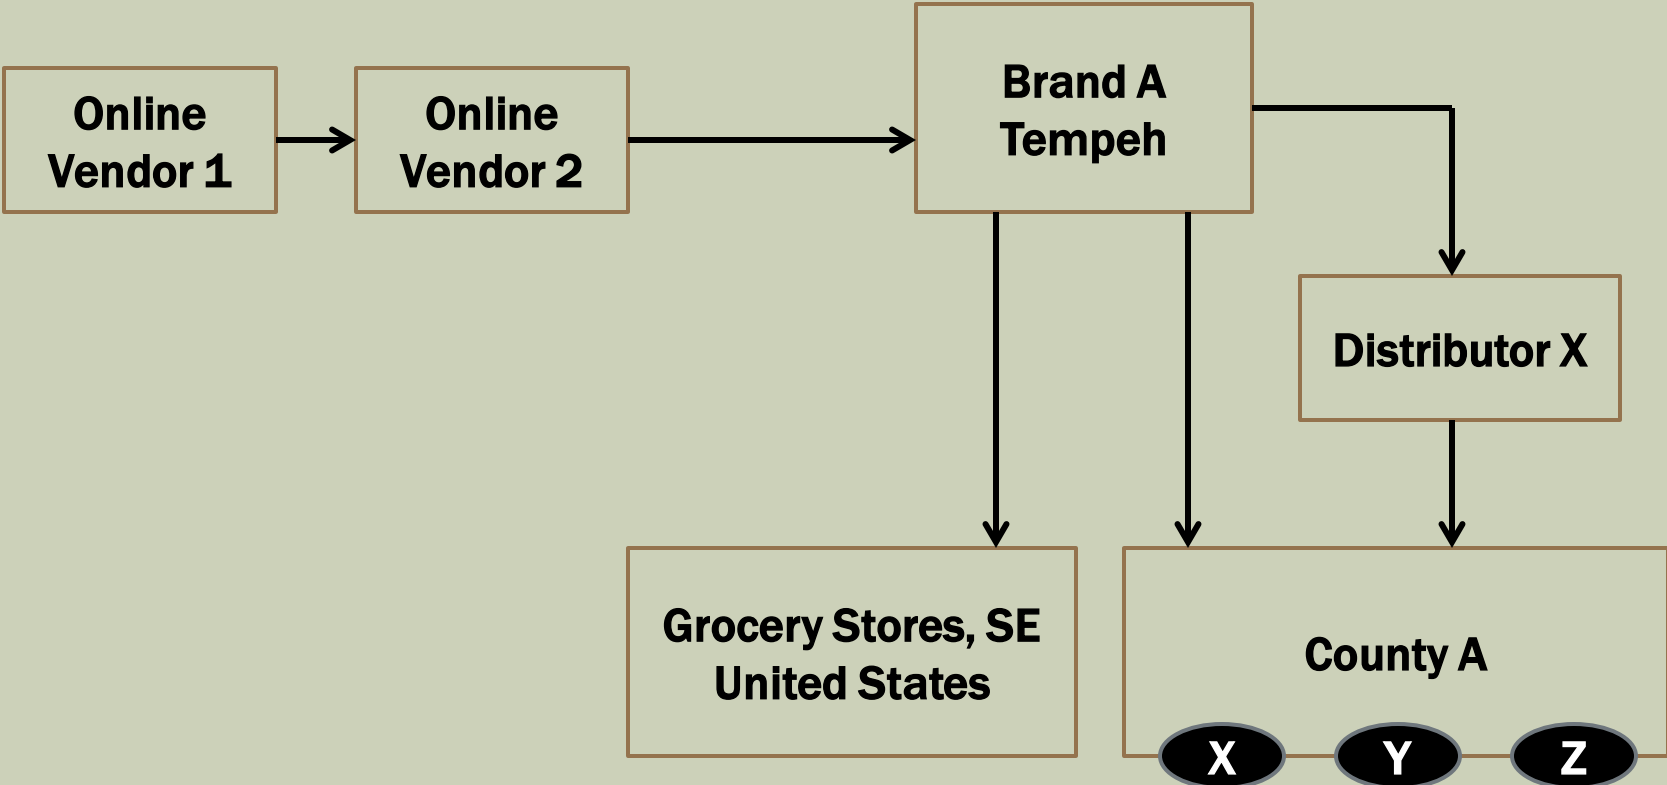 Online
Vendor 1
Online
Vendor 2
Brand A
Tempeh
Distributor X
Grocery Stores, SE
United States
County A
X
Y
Z